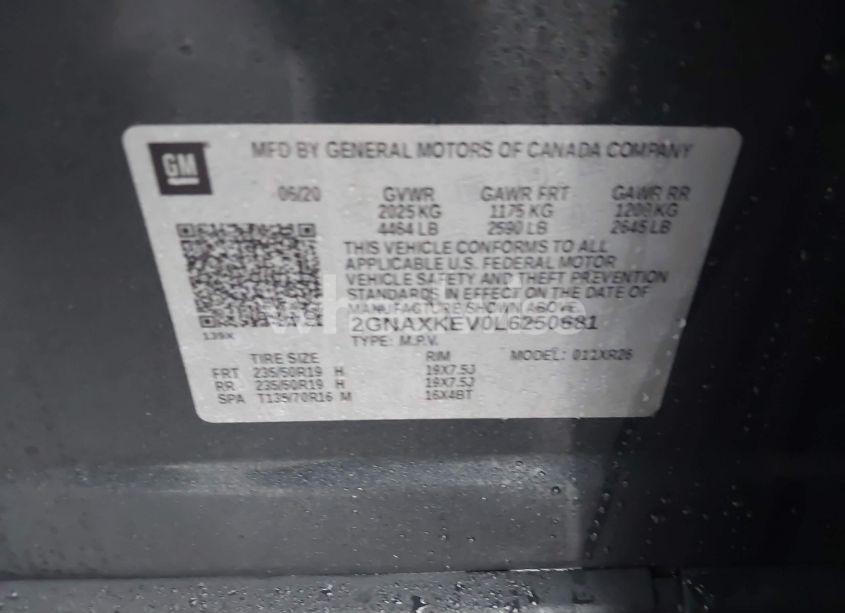 GM
MFD BY GENERAL MOTORS OF CANADA COMPANY
06/20 GVWR GAWR FRT GAWR RR
2025 KG 1175 KG 1200 KG
4464 LB 2590 LB 2645 LB
THIS VEHICLE CONFORMS TO ALL
APPLICABLE U.S. FEDERAL MOTOR
VEHICLE SAFETY AND THEFT PREVENTION
STANDARDS IN EFFECT ON THE DATE OF
MANUFACTURE SHOWN ABOVE
2GNAXKEV0L6250681
139X
TYPE: M.P.V. MODEL: 011XR26
TIRE SIZE RIM
FRT 235/50R19 H 19X7.5J
RR 235/50R19 H 19X7.5J
SPA T135/70R16 M 16X4BT